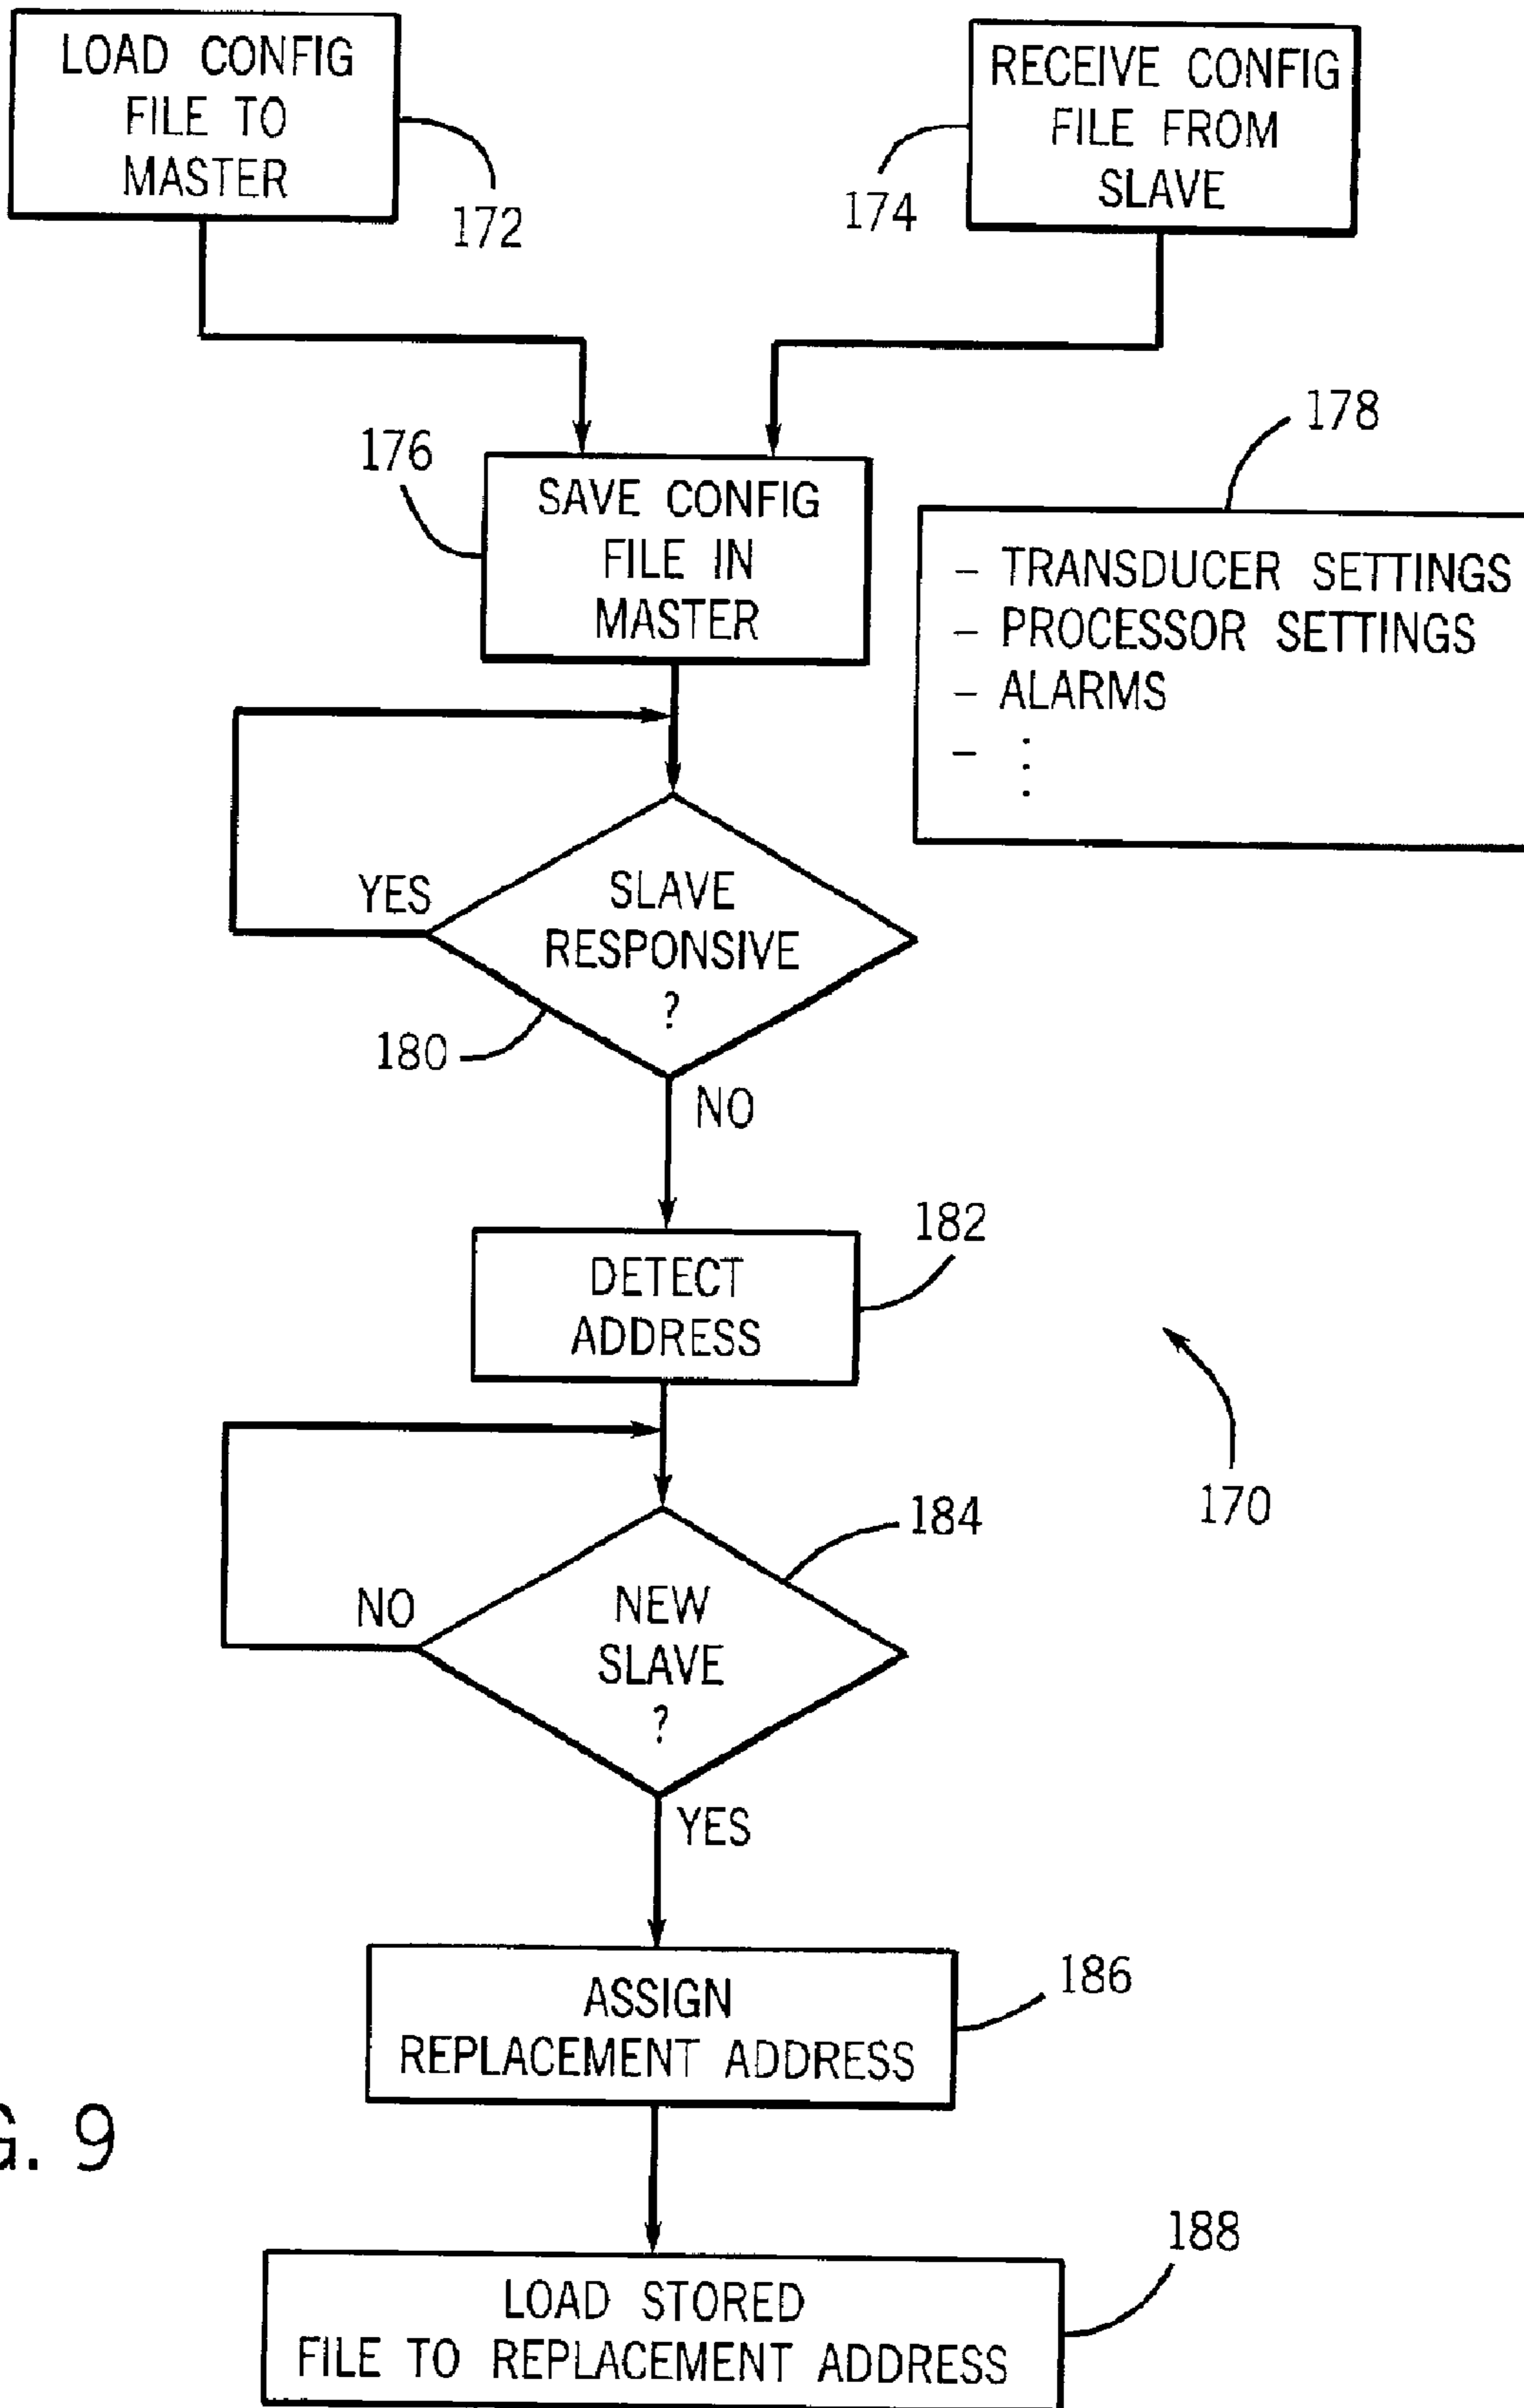 LOAD CONFIG
FILE TO
MASTER
172
RECEIVE CONFIG
FILE FROM
SLAVE
174
176
SAVE CONFIG
FILE IN
MASTER
178
– TRANSDUCER SETTINGS
– PROCESSOR SETTINGS
– ALARMS
– ⋮
YES
SLAVE
RESPONSIVE
?
180
NO
182
DETECT
ADDRESS
170
184
NO
NEW
SLAVE
?
YES
186
ASSIGN
REPLACEMENT ADDRESS
G. 9
188
LOAD STORED
FILE TO REPLACEMENT ADDRESS